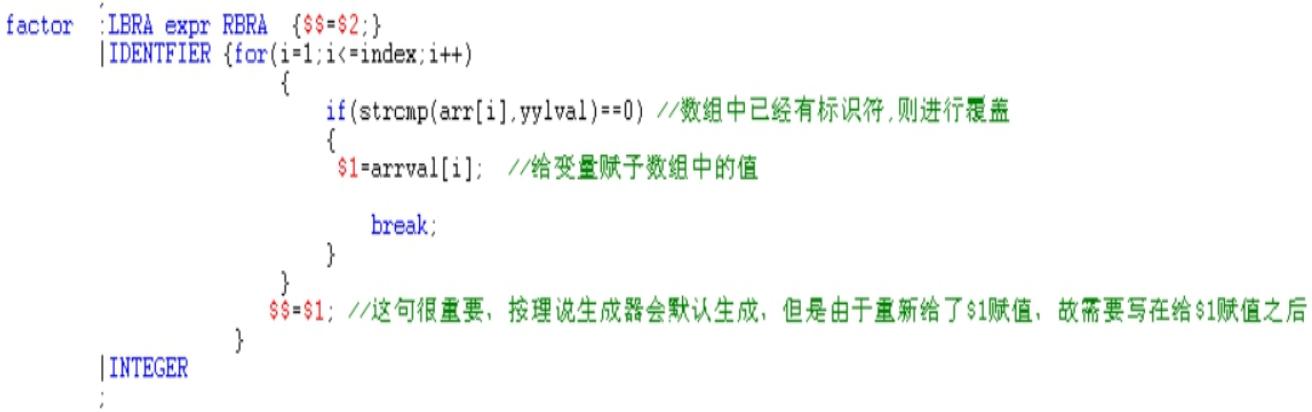 factor :LBRA expr RBRA {$$=$2;}
|IDENTFIER {for(i=1;i<=index;i++)
{
if(strcmp(arr[i],yylval)==0) //数组中已经有标识符,则进行覆盖
{
$1=arrval[i]; //给变量赋予数组中的值
break;
}
}
$$=$1; //这句很重要，按理说生成器会默认生成，但是由于重新给了$1赋值，故需要写在给$1赋值之后
}
|INTEGER
;